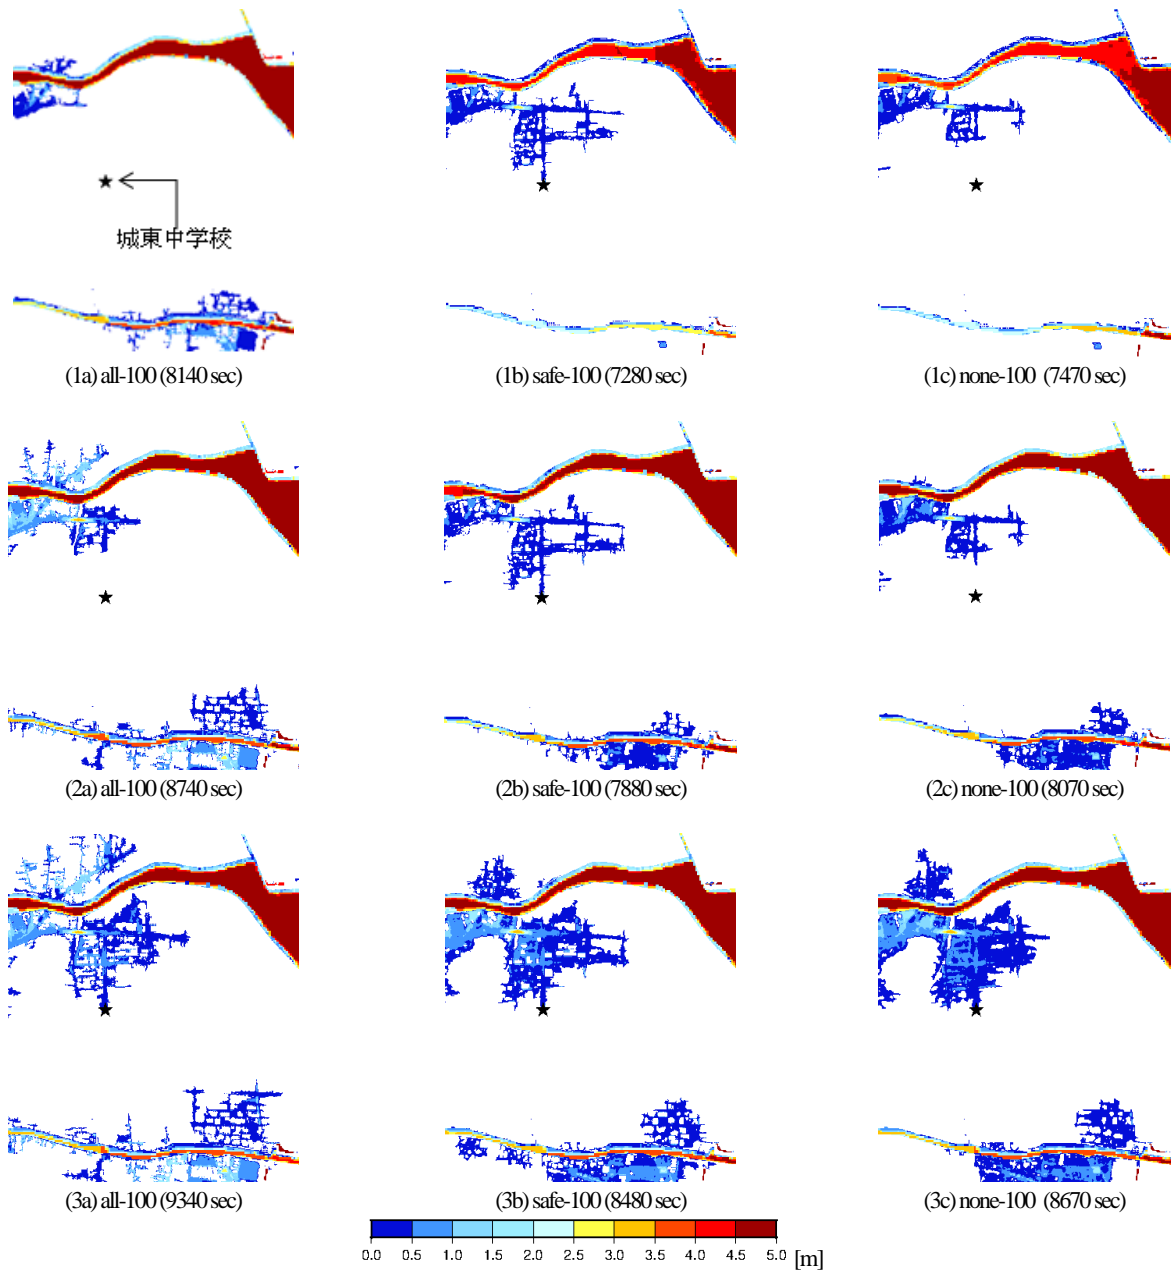 城東中学校
(1a) all-100 (8140 sec)
(1b) safe-100 (7280 sec)
(1c) none-100 (7470 sec)
(2a) all-100 (8740 sec)
(2b) safe-100 (7880 sec)
(2c) none-100 (8070 sec)
(3a) all-100 (9340 sec)
(3b) safe-100 (8480 sec)
(3c) none-100 (8670 sec)
0.0 0.5 1.0 1.5 2.0 2.5 3.0 3.5 4.0 4.5 5.0 [m]